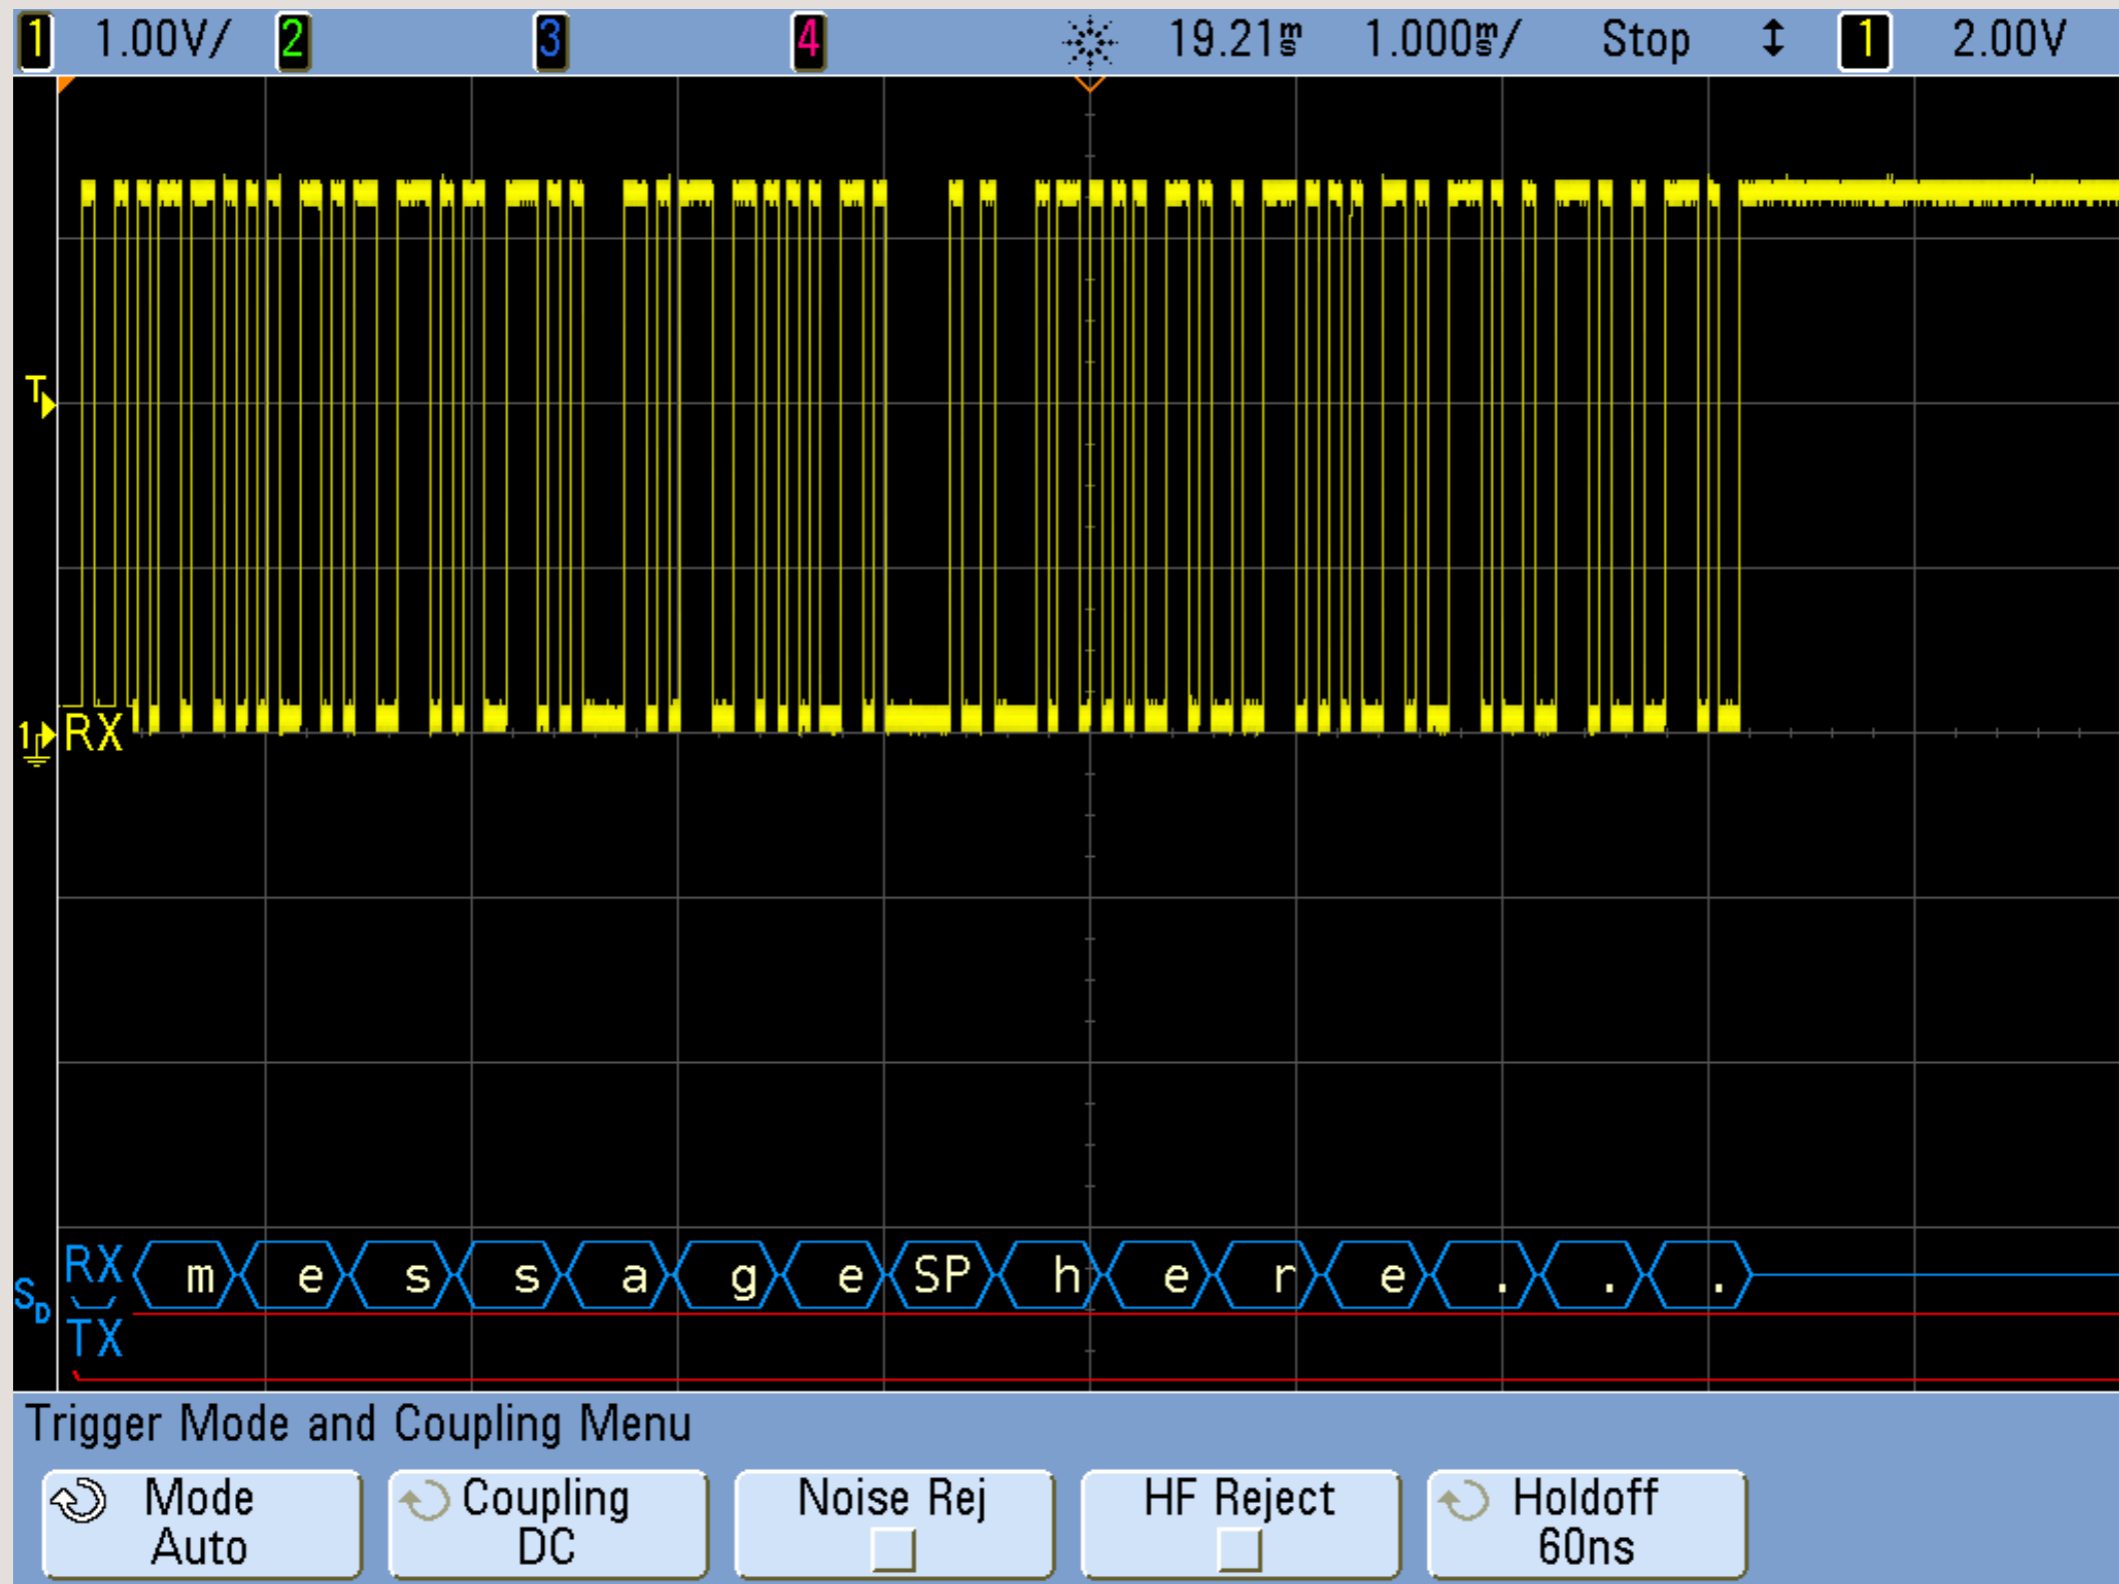 1 1.00V/ 2 3 4 19.21ms 1.000ms/ Stop 1 2.00V
T
1 RX
RX m e s s a g e SP h e r e . . .
SD
TX
Trigger Mode and Coupling Menu
Mode Coupling Noise Rej HF Reject Holdoff
Auto DC 60ns